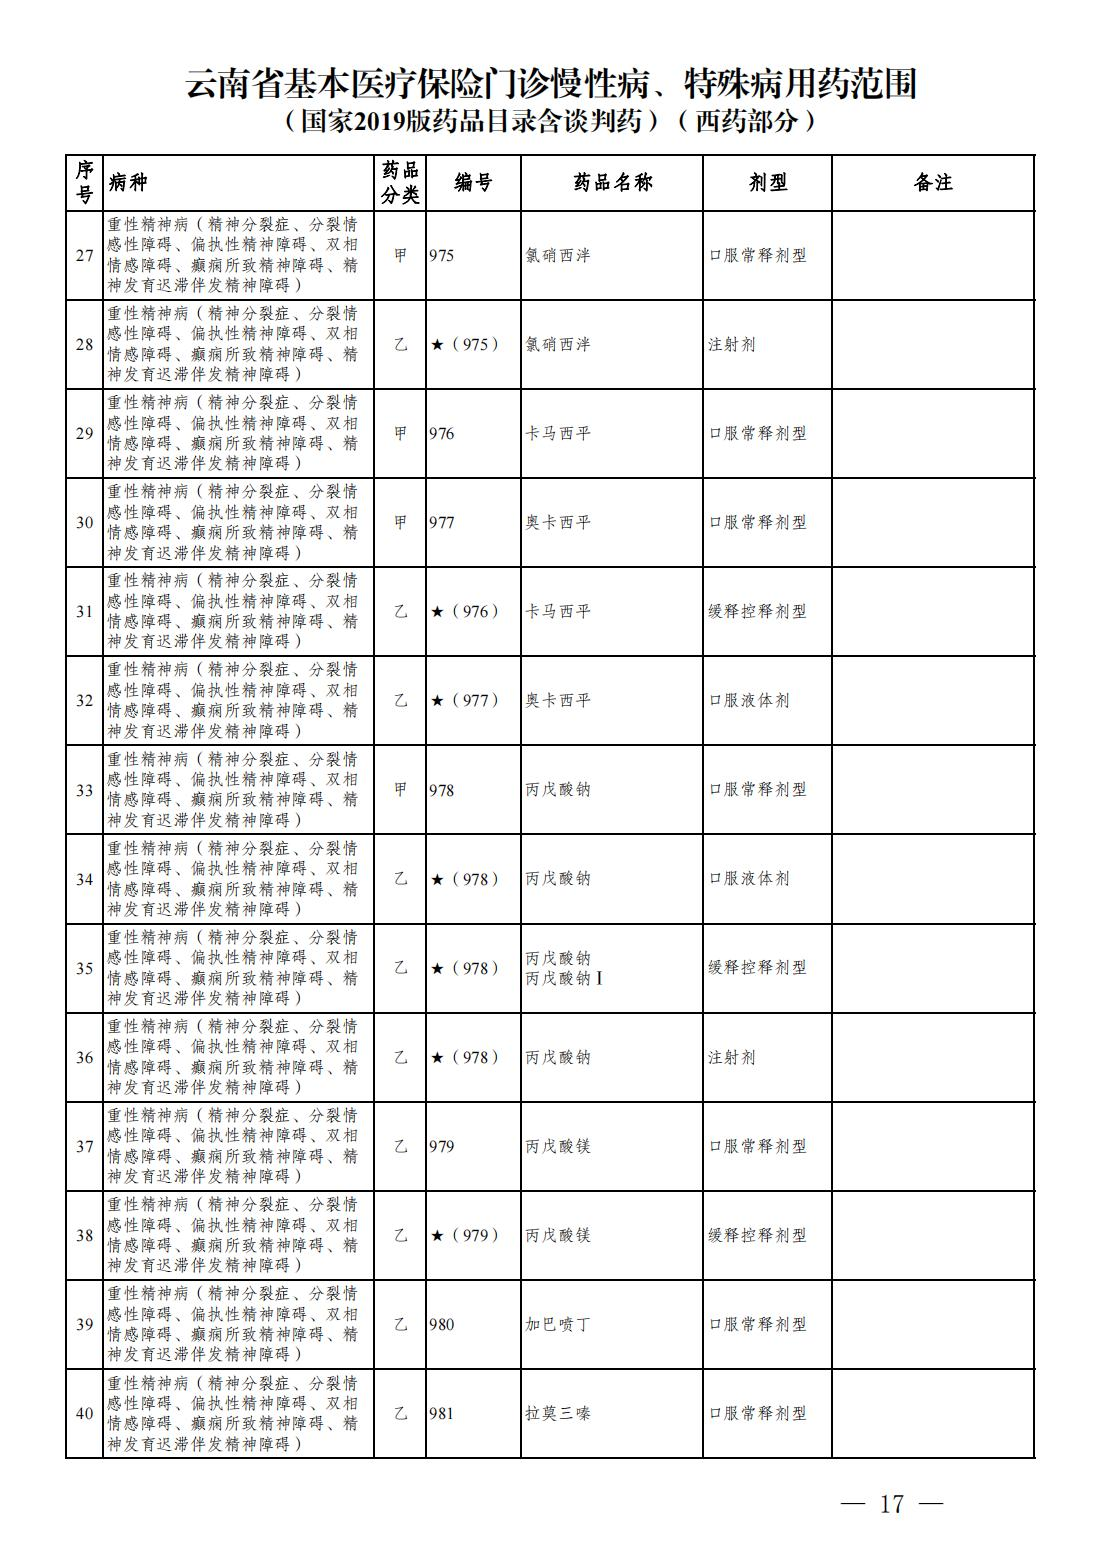 云南省基本医疗保险门诊慢性病、特殊病用药范围
（国家2019版药品目录含谈判药）（西药部分）
序号 病种 药品分类 编号 药品名称 剂型 备注
重性精神病（精神分裂症、分裂情
感性障碍、偏执性精神障碍、双相
27 甲 975 氯硝西泮 口服常释剂型
情感障碍、癫痫所致精神障碍、精
神发育迟滞伴发精神障碍）
重性精神病（精神分裂症、分裂情
感性障碍、偏执性精神障碍、双相
28 乙 ★（975） 氯硝西泮 注射剂
情感障碍、癫痫所致精神障碍、精
神发育迟滞伴发精神障碍）
重性精神病（精神分裂症、分裂情
感性障碍、偏执性精神障碍、双相
29 甲 976 卡马西平 口服常释剂型
情感障碍、癫痫所致精神障碍、精
神发育迟滞伴发精神障碍）
重性精神病（精神分裂症、分裂情
感性障碍、偏执性精神障碍、双相
30 甲 977 奥卡西平 口服常释剂型
情感障碍、癫痫所致精神障碍、精
神发育迟滞伴发精神障碍）
重性精神病（精神分裂症、分裂情
感性障碍、偏执性精神障碍、双相
31 乙 ★（976） 卡马西平 缓释控释剂型
情感障碍、癫痫所致精神障碍、精
神发育迟滞伴发精神障碍）
重性精神病（精神分裂症、分裂情
感性障碍、偏执性精神障碍、双相
32 乙 ★（977） 奥卡西平 口服液体剂
情感障碍、癫痫所致精神障碍、精
神发育迟滞伴发精神障碍）
重性精神病（精神分裂症、分裂情
感性障碍、偏执性精神障碍、双相
33 甲 978 丙戊酸钠 口服常释剂型
情感障碍、癫痫所致精神障碍、精
神发育迟滞伴发精神障碍）
重性精神病（精神分裂症、分裂情
感性障碍、偏执性精神障碍、双相
34 乙 ★（978） 丙戊酸钠 口服液体剂
情感障碍、癫痫所致精神障碍、精
神发育迟滞伴发精神障碍）
重性精神病（精神分裂症、分裂情
感性障碍、偏执性精神障碍、双相
35 乙 ★（978） 丙戊酸钠 丙戊酸钠Ⅰ 缓释控释剂型
情感障碍、癫痫所致精神障碍、精
神发育迟滞伴发精神障碍）
重性精神病（精神分裂症、分裂情
感性障碍、偏执性精神障碍、双相
36 乙 ★（978） 丙戊酸钠 注射剂
情感障碍、癫痫所致精神障碍、精
神发育迟滞伴发精神障碍）
重性精神病（精神分裂症、分裂情
感性障碍、偏执性精神障碍、双相
37 乙 979 丙戊酸镁 口服常释剂型
情感障碍、癫痫所致精神障碍、精
神发育迟滞伴发精神障碍）
重性精神病（精神分裂症、分裂情
感性障碍、偏执性精神障碍、双相
38 乙 ★（979） 丙戊酸镁 缓释控释剂型
情感障碍、癫痫所致精神障碍、精
神发育迟滞伴发精神障碍）
重性精神病（精神分裂症、分裂情
感性障碍、偏执性精神障碍、双相
39 乙 980 加巴喷丁 口服常释剂型
情感障碍、癫痫所致精神障碍、精
神发育迟滞伴发精神障碍）
重性精神病（精神分裂症、分裂情
感性障碍、偏执性精神障碍、双相
40 乙 981 拉莫三嗪 口服常释剂型
情感障碍、癫痫所致精神障碍、精
神发育迟滞伴发精神障碍）
— 17 —